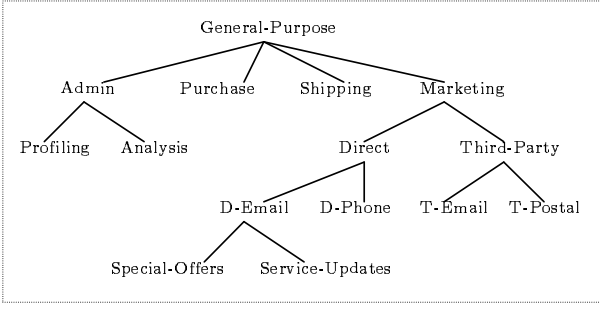 General-Purpose
Admin Purchase Shipping Marketing
Profiling Analysis Direct Third-Party
D-Email D-Phone T-Email T-Postal
Special-Offers Service-Updates